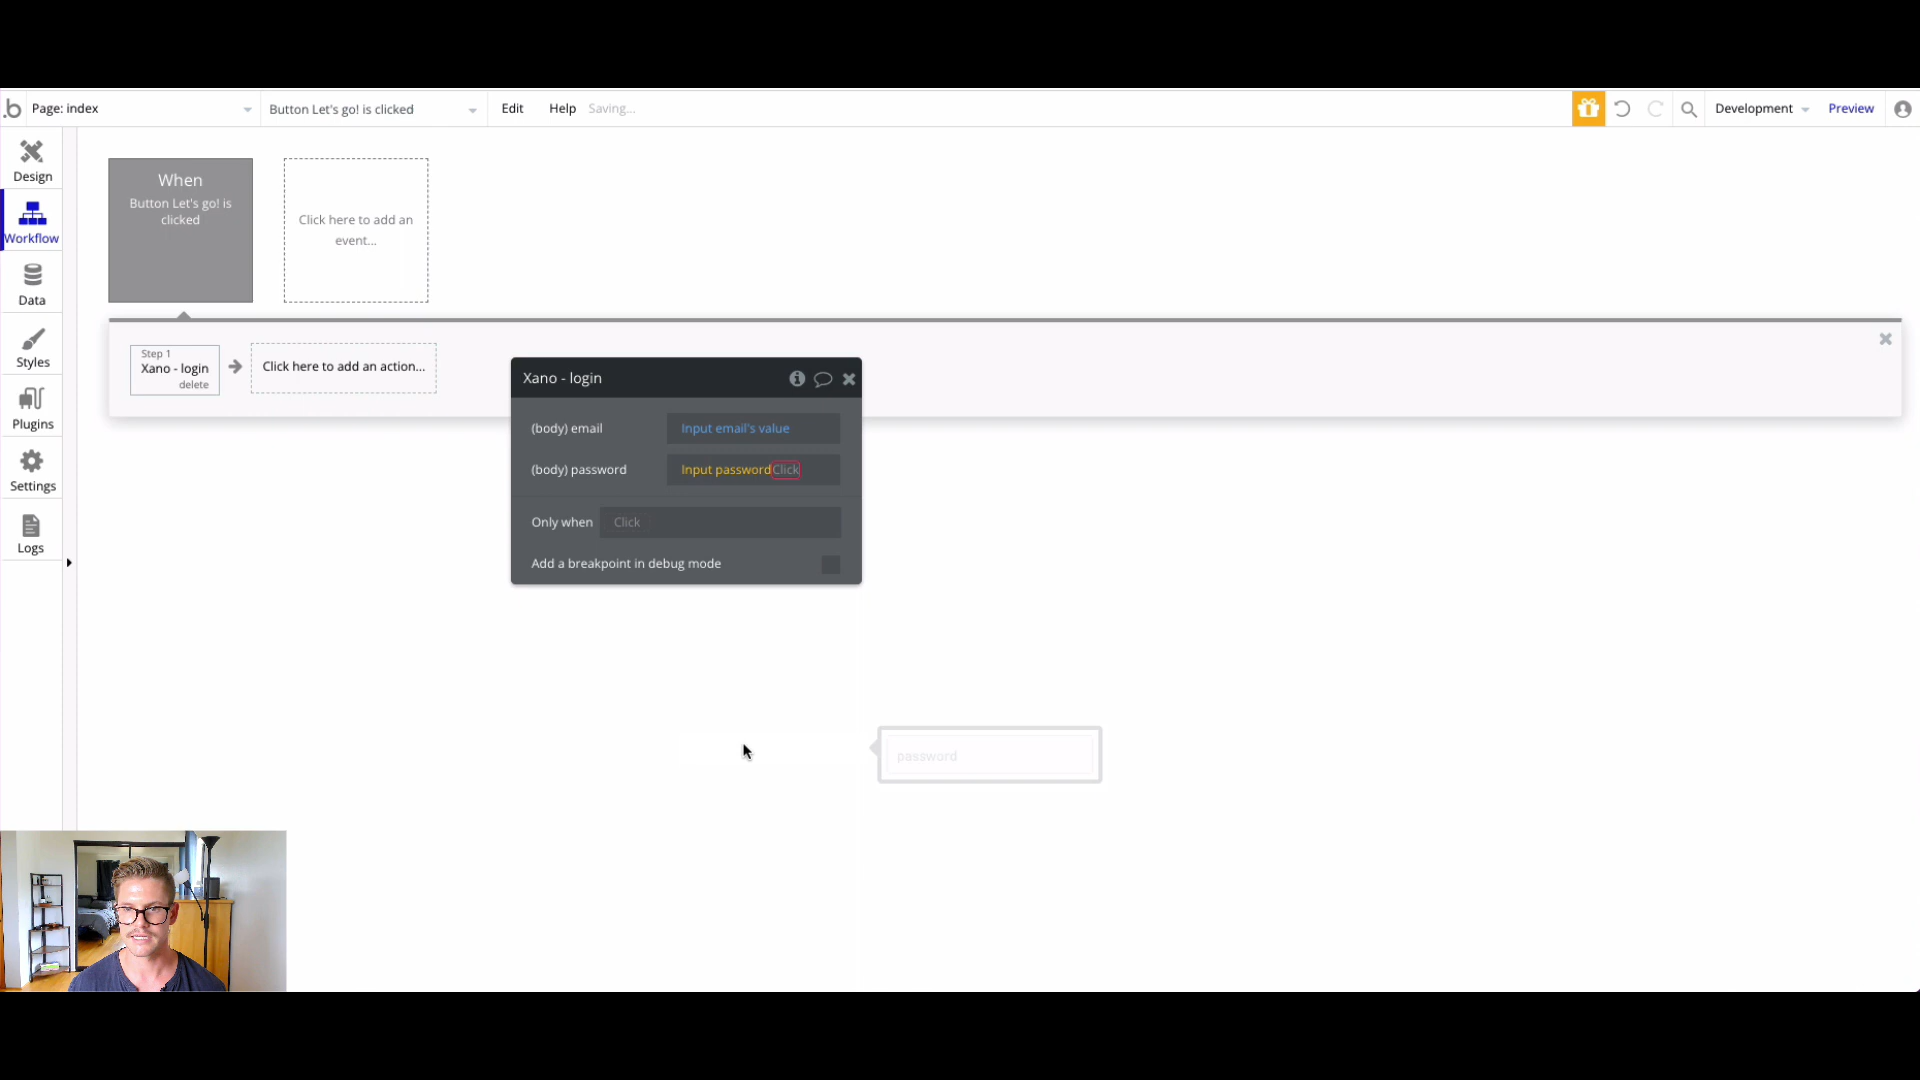 .b Page: index Button Let's go! is clicked Edit Help Saving... Development Preview
Design
Workflow
Data
Styles
Plugins
Settings
Logs
When
Button Let's go! is
clicked
Click here to add an
event...
Step 1
Xano - login
delete
Click here to add an action...
Xano - login
(body) email Input email's value
(body) password Input password Click
Only when Click
Add a breakpoint in debug mode
password